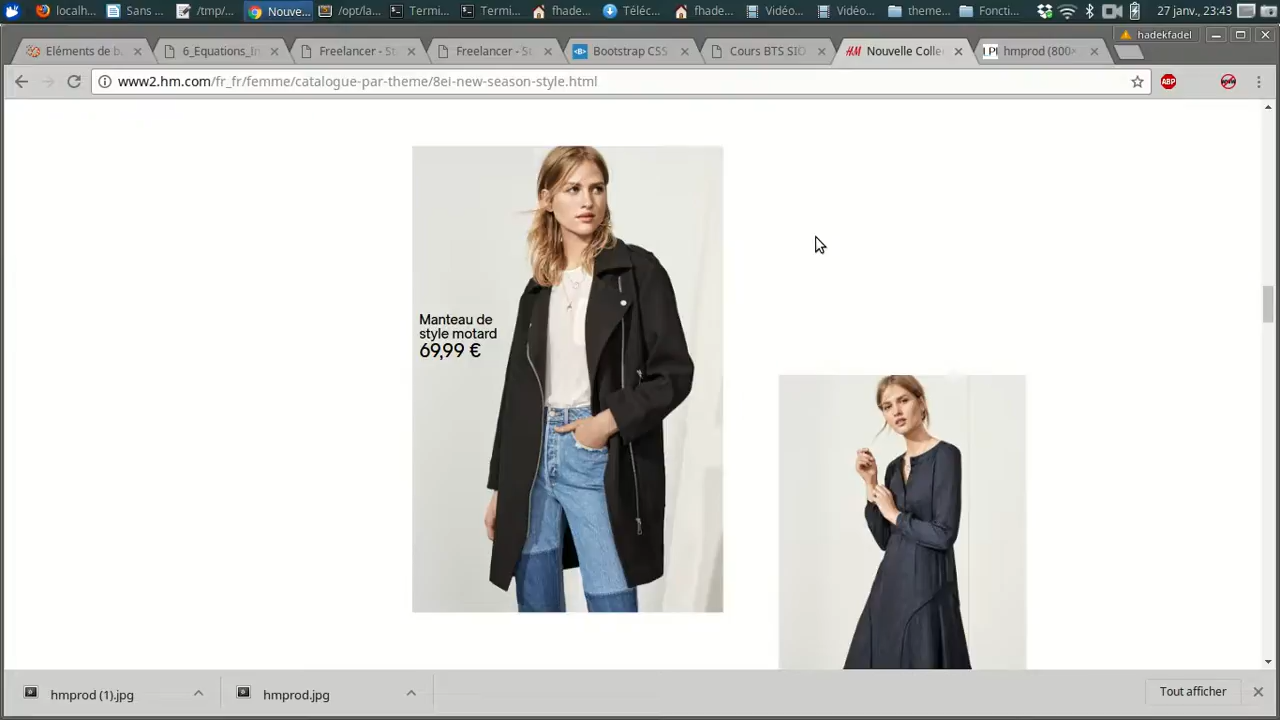 Nouve...
/tmp/...
Sans ...
localh...
/opt/la...
Termi...
Termi...
fhade...
Téléc...
fhade...
Vidéo...
Vidéo...
theme...
Foncti...
27 janv., 23:43
Eléments de b
6_Equations_In
Freelancer - St
Freelancer - St
Bootstrap CSS
Cours BTS SIO
H&M
Nouvelle Colle
LPI
hmprod (800×
hadekfadel
www2.hm.com/fr_fr/femme/catalogue-par-theme/8ei-new-season-style.html
ABP
Manteau de
style motard
69,99 €
hmprod (1).jpg
hmprod.jpg
Tout afficher